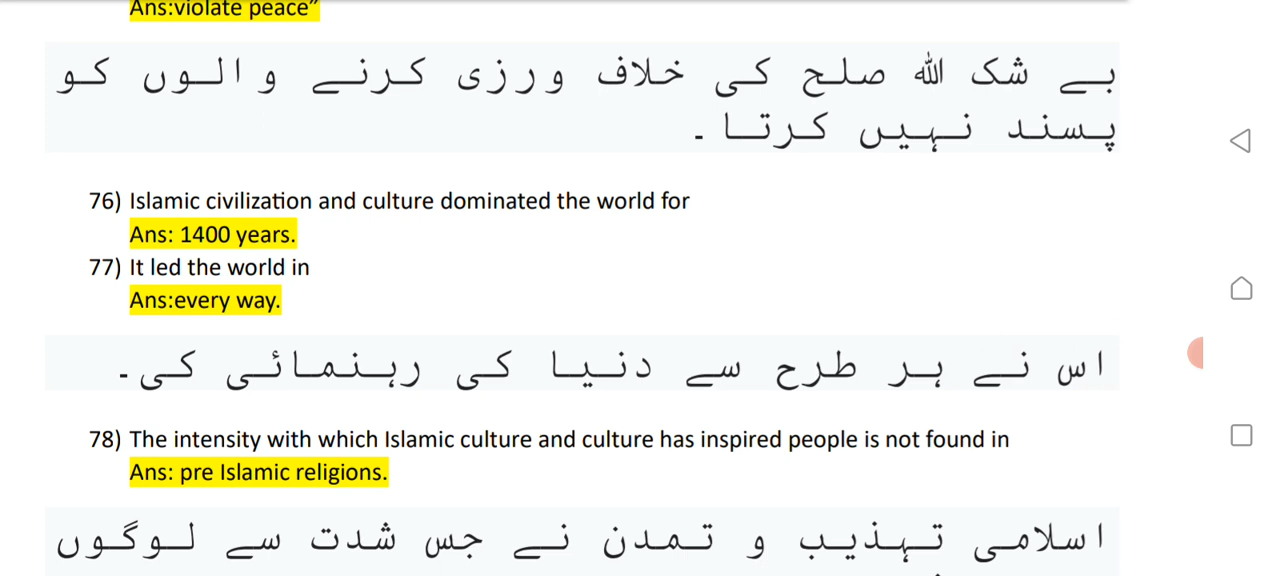 Ans:violate peace”
بے شک اللہ صلح کی خلاف ورزی کرنے والوں کو
پسند نہیں کرتا ۔
76) Islamic civilization and culture dominated the world for
Ans: 1400 years.
77) It led the world in
Ans:every way.
اس نے ہر طرح سے دنیا کی رہنمائی کی۔
78) The intensity with which Islamic culture and culture has inspired people is not found in
Ans: pre Islamic religions.
اسلامی تہذیب و تمدن نے جس شدت سے لوگوں